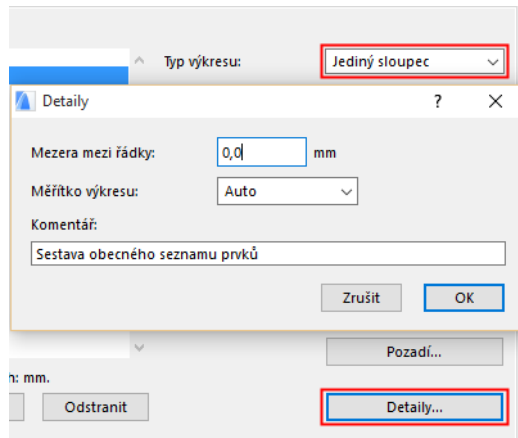 Typ výkresu: Jediný sloupec
Detaily ?
Mezera mezi řádky: 0,0 mm
Měřítko výkresu: Auto
Komentář:
Sestava obecného seznamu prvků
Zrušit OK
Pozadí...
h: mm.
Odstranit Detaily...